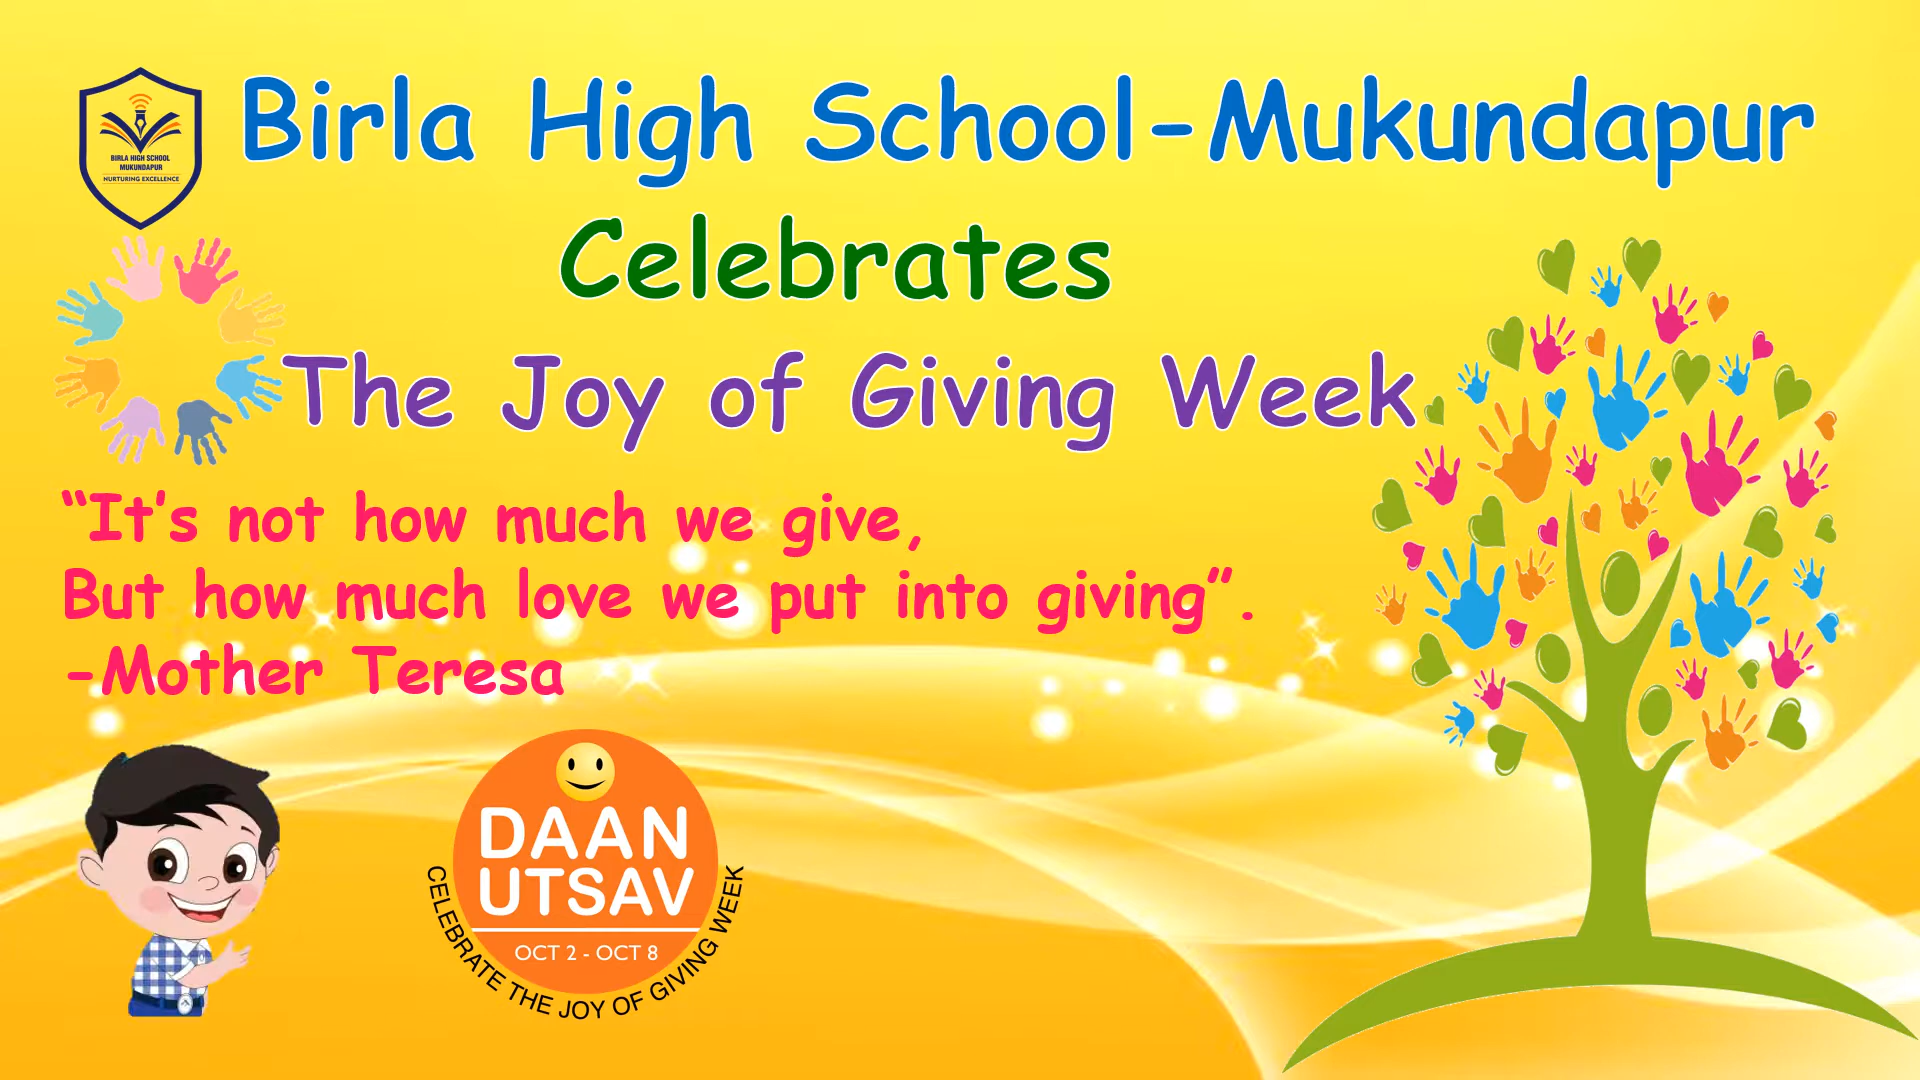 Birla High School-Mukundapur
BIRLA HIGH SCHOOL
MUKUNDAPUR
NURTURING EXCELLENCE
Celebrates
The Joy of Giving Week
“It’s not how much we give,
But how much love we put into giving”.
-Mother Teresa
DAAN
UTSAV
OCT 2 - OCT 8
CELEBRATE THE JOY OF GIVING WEEK